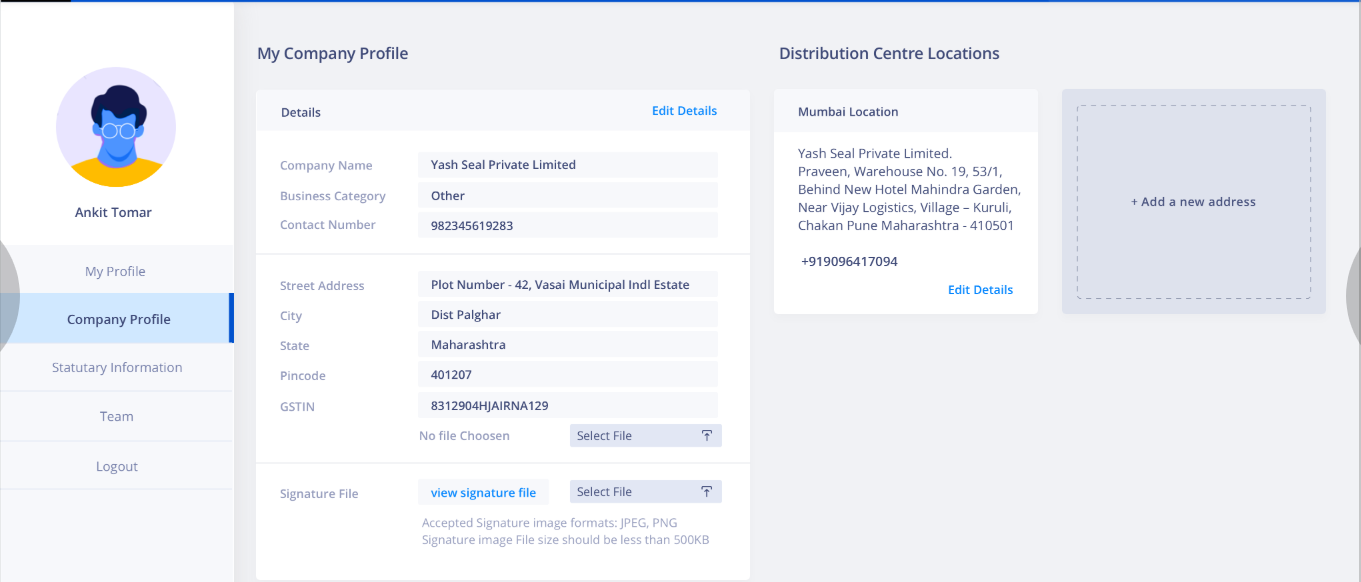 Ankit Tomar
My Profile
Company Profile
Statutary Information
Team
Logout
My Company Profile
Details
Edit Details
Company Name
Yash Seal Private Limited
Business Category
Other
Contact Number
982345619283
Street Address
Plot Number - 42, Vasai Municipal Indl Estate
City
Dist Palghar
State
Maharashtra
Pincode
401207
GSTIN
8312904HJAIRNA129
No file Choosen
Select File
Signature File
view signature file
Select File
Accepted Signature image formats: JPEG, PNG
Signature image File size should be less than 500KB
Distribution Centre Locations
Mumbai Location
Yash Seal Private Limited.
Praveen, Warehouse No. 19, 53/1,
Behind New Hotel Mahindra Garden,
Near Vijay Logistics, Village – Kuruli,
Chakan Pune Maharashtra - 410501
+919096417094
Edit Details
+ Add a new address